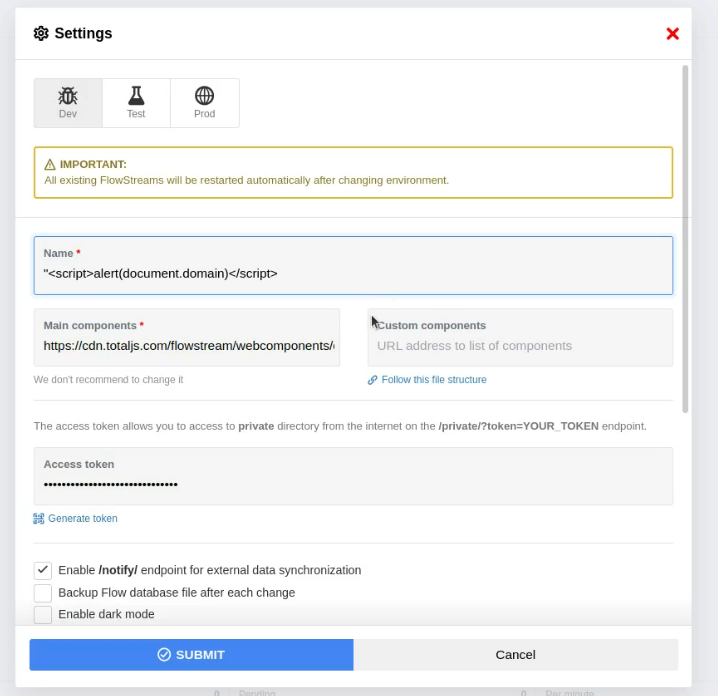 Settings
Dev Test Prod
IMPORTANT:
All existing FlowStreams will be restarted automatically after changing environment.
Name *
"<script>alert(document.domain)</script>
Main components * Custom components
https://cdn.totaljs.com/flowstream/webcomponents/ URL address to list of components
We don't recommend to change it Follow this file structure
The access token allows you to access to private directory from the internet on the /private/?token=YOUR_TOKEN endpoint.
Access token
••••••••••••••••••••••••••••••
Generate token
Enable /notify/ endpoint for external data synchronization
Backup Flow database file after each change
Enable dark mode
SUBMIT Cancel
0 Pending 0 Per minute